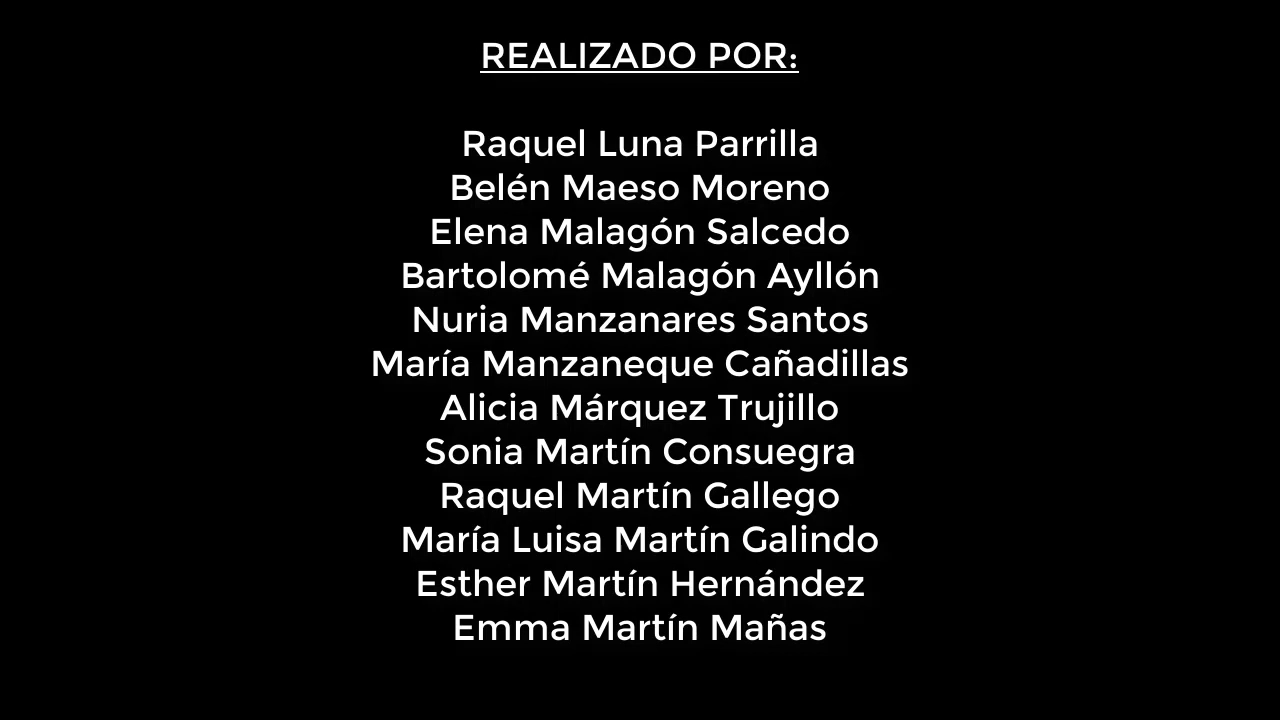 REALIZADO POR:
Raquel Luna Parrilla
Belén Maeso Moreno
Elena Malagón Salcedo
Bartolomé Malagón Ayllón
Nuria Manzanares Santos
María Manzaneque Cañadillas
Alicia Márquez Trujillo
Sonia Martín Consuegra
Raquel Martín Gallego
María Luisa Martín Galindo
Esther Martín Hernández
Emma Martín Mañas